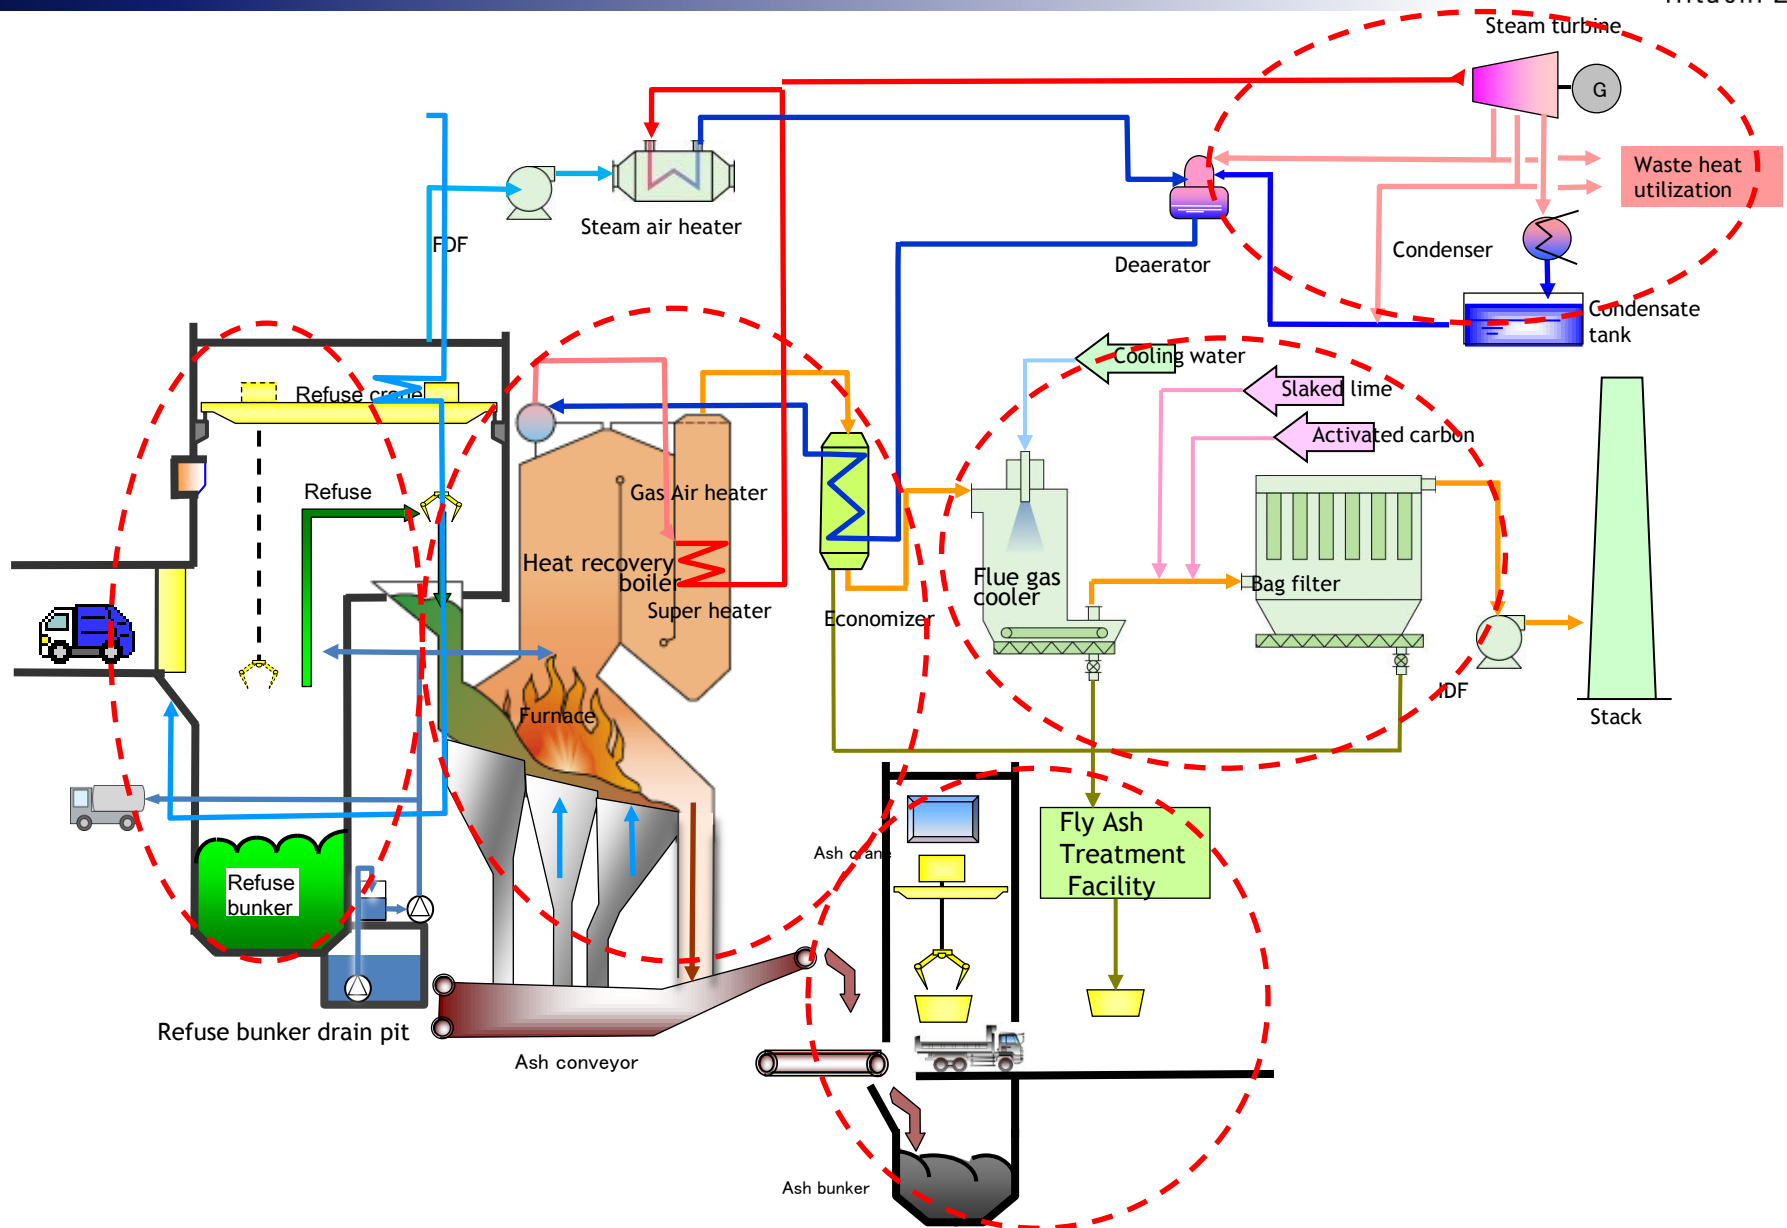 Steam turbine
G
Waste heat
utilization
Steam air heater
FDF
Deaerator
Condenser
Condensate
tank
Cooling water
Slaked lime
Activated carbon
Refuse crane
Refuse
Gas Air heater
Heat recovery
boiler
Super heater
Economizer
Flue gas
cooler
Bag filter
IDF
Stack
Furnace
Refuse
bunker
Ash crane
Fly Ash
Treatment
Facility
Refuse bunker drain pit
Ash conveyor
Ash bunker